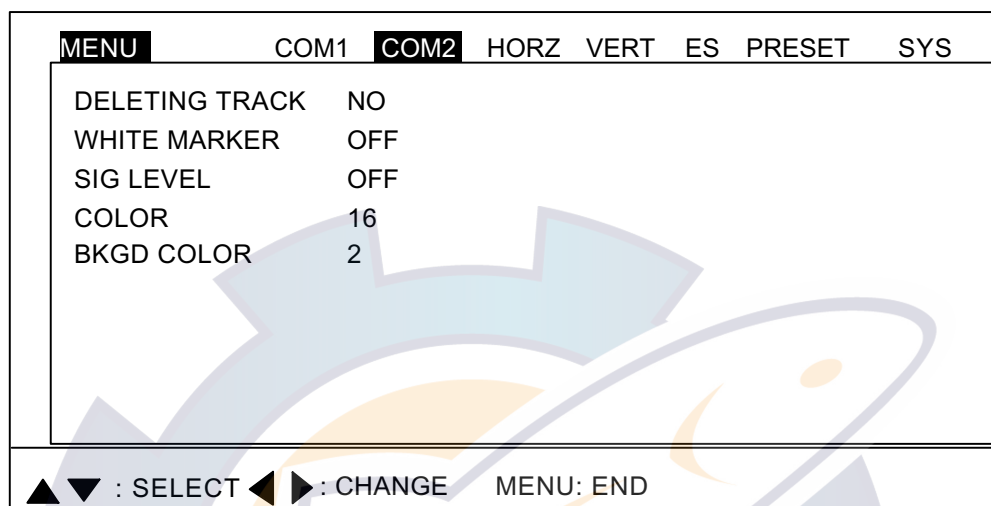 MENU COM1 COM2 HORZ VERT ES PRESET SYS
DELETING TRACK NO
WHITE MARKER OFF
SIG LEVEL OFF
COLOR 16
BKGD COLOR 2
▲ ▼ : SELECT ◀ ▶ : CHANGE MENU: END